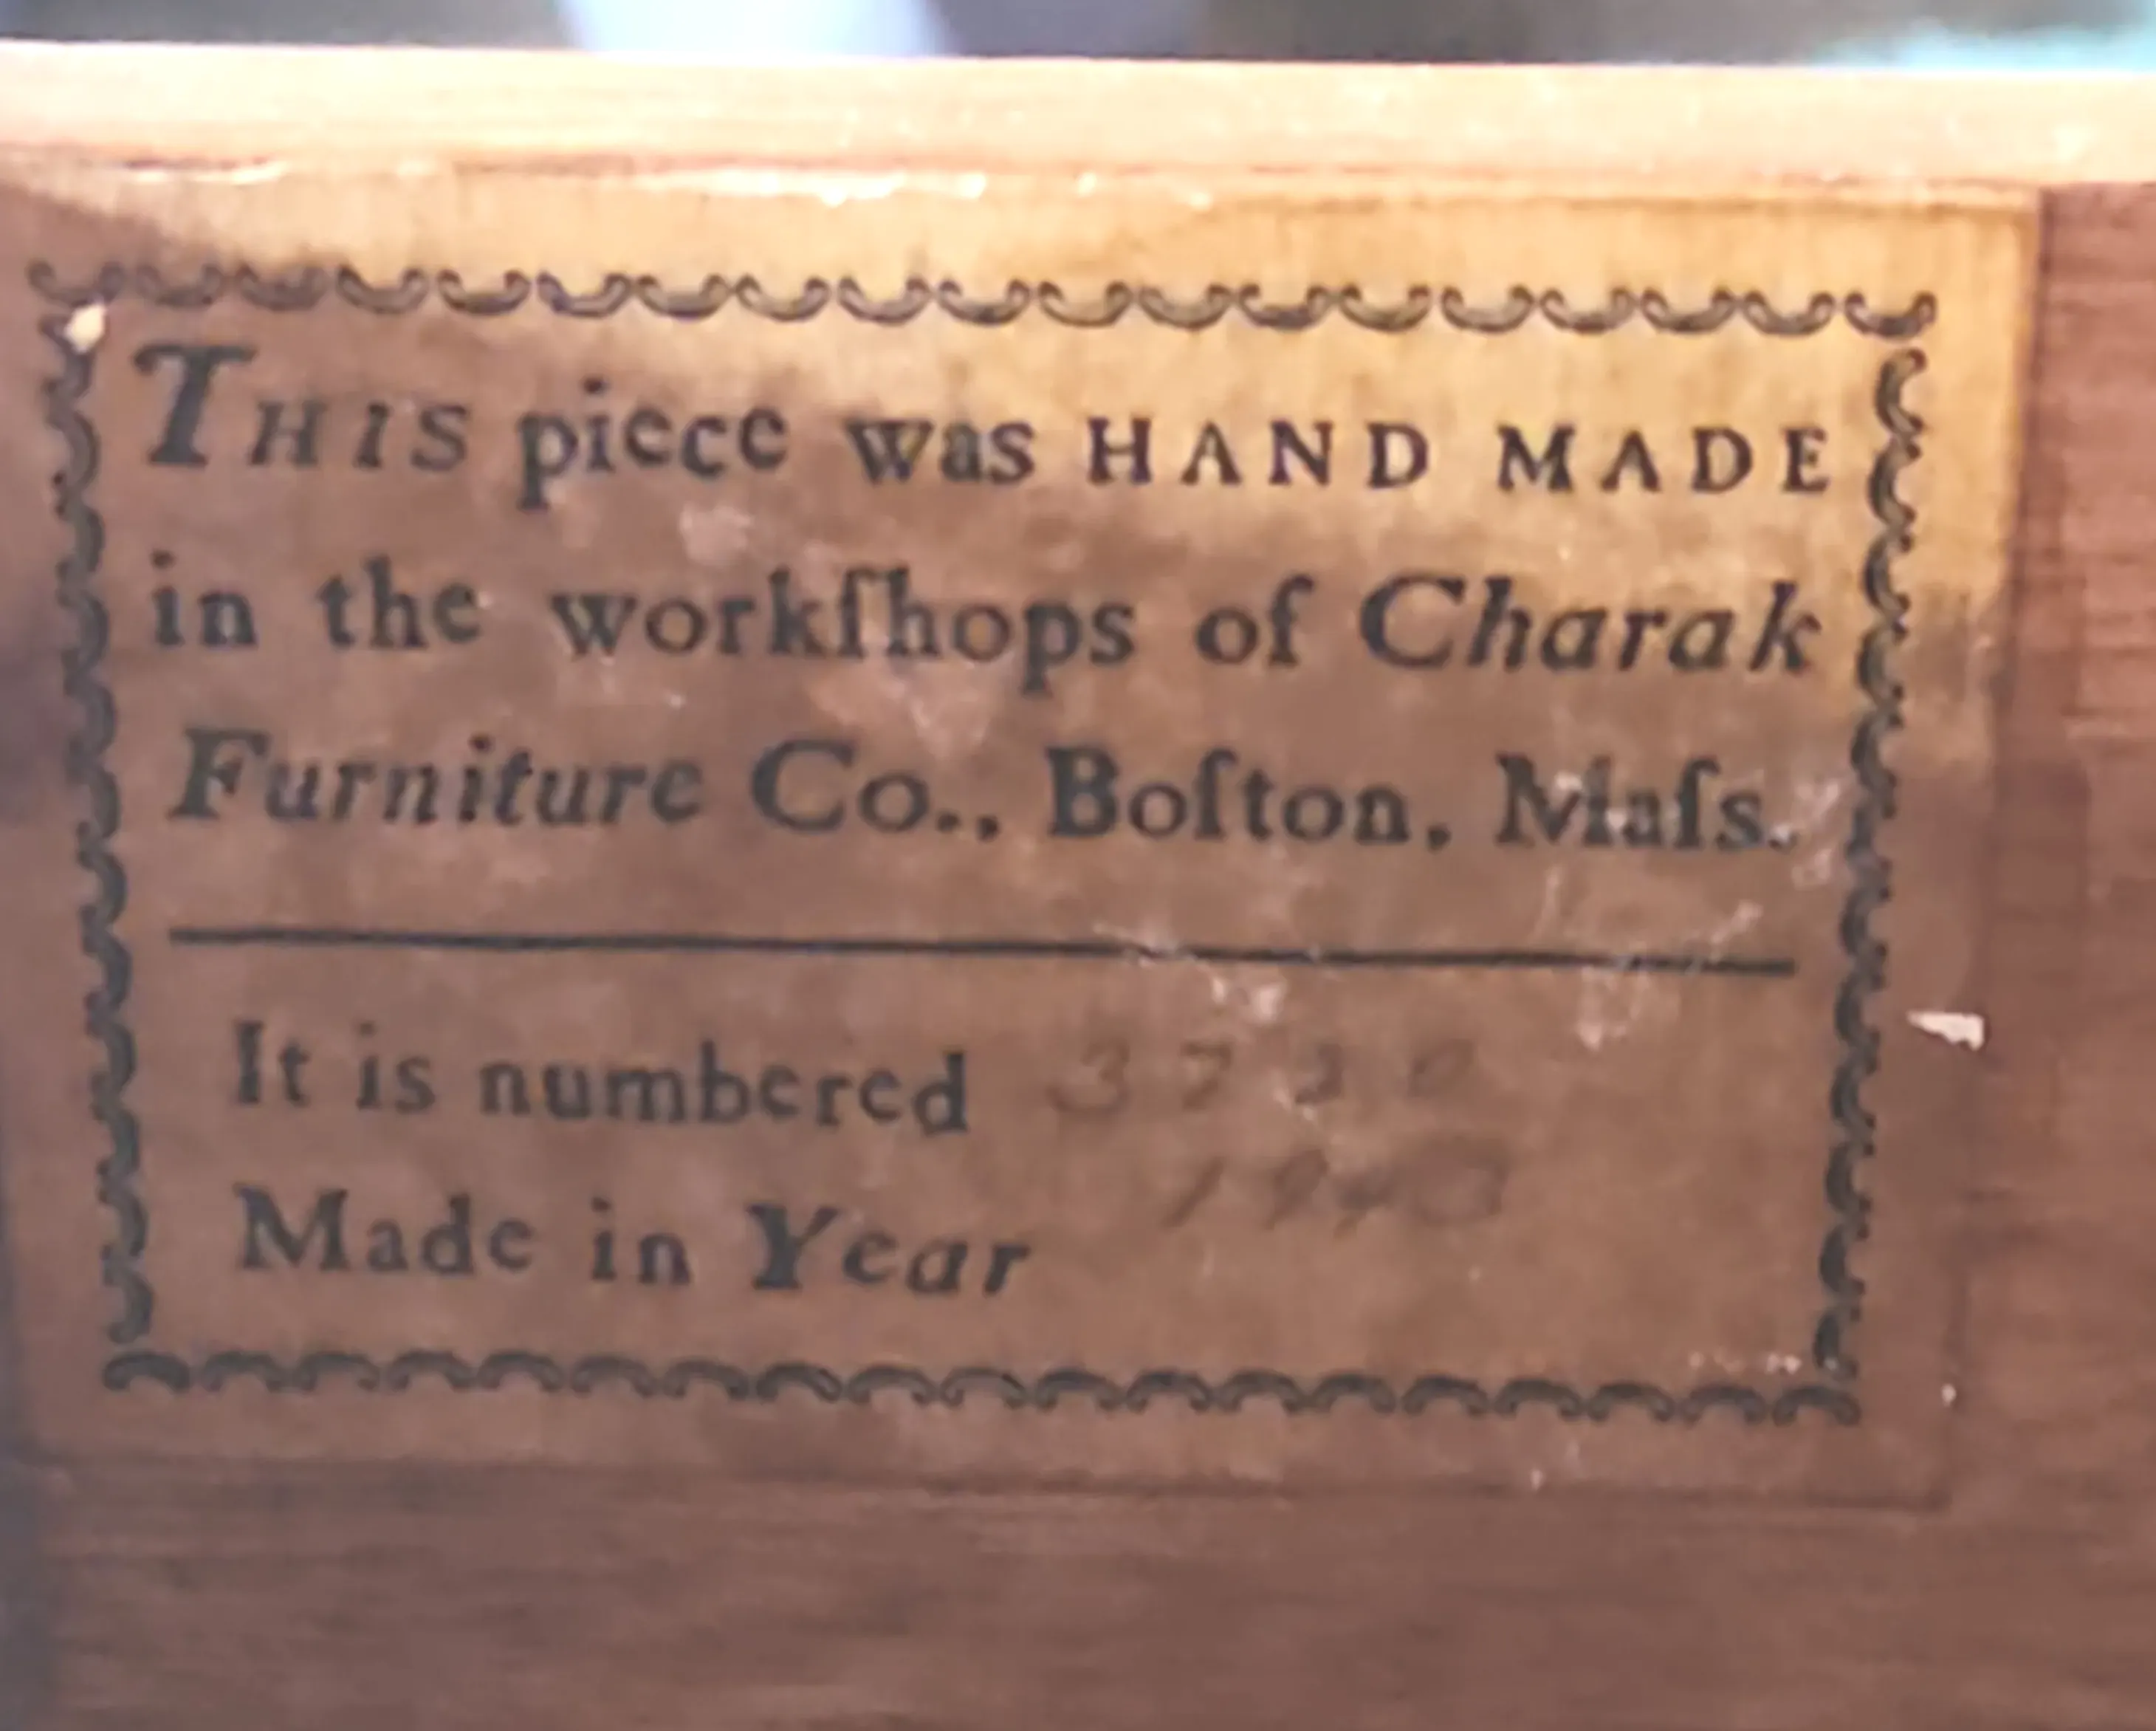 THIS piece was HAND MADE
in the workſhops of Charak
Furniture Co., Boſton, Maſs.
It is numbered
Made in Year 1940